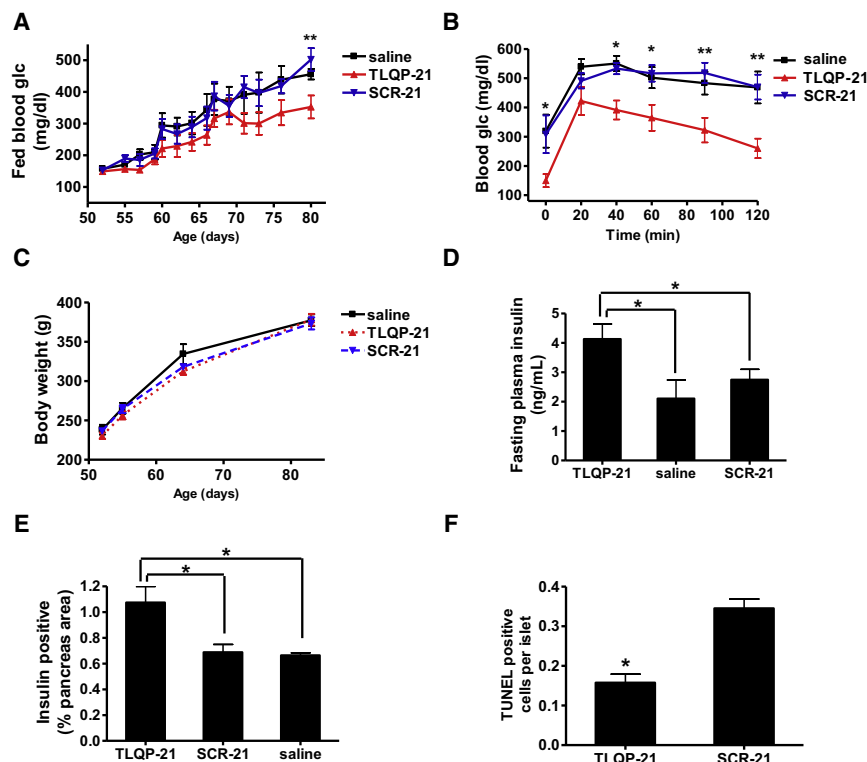 A
Fed blood glc
(mg/dl)
500
400
300
200
100
50
55
60
65
70
75
80
Age (days)
**
saline
TLQP-21
SCR-21
B
Blood glc (mg/dl)
600
500
400
300
200
100
0
20
40
60
80
100
120
Time (min)
*
*
*
**
**
saline
TLQP-21
SCR-21
C
Body weight (g)
400
350
300
250
200
50
60
70
80
Age (days)
saline
TLQP-21
SCR-21
D
Fasting plasma insulin
(ng/mL)
5
4
3
2
1
0
*
*
TLQP-21
saline
SCR-21
E
Insulin positive
(% pancreas area)
1.2
1.0
0.8
0.6
0.4
0.2
0.0
*
*
TLQP-21
SCR-21
saline
F
TUNEL positive
cells per islet
0.4
0.3
0.2
0.1
0.0
*
TLQP-21
SCR-21